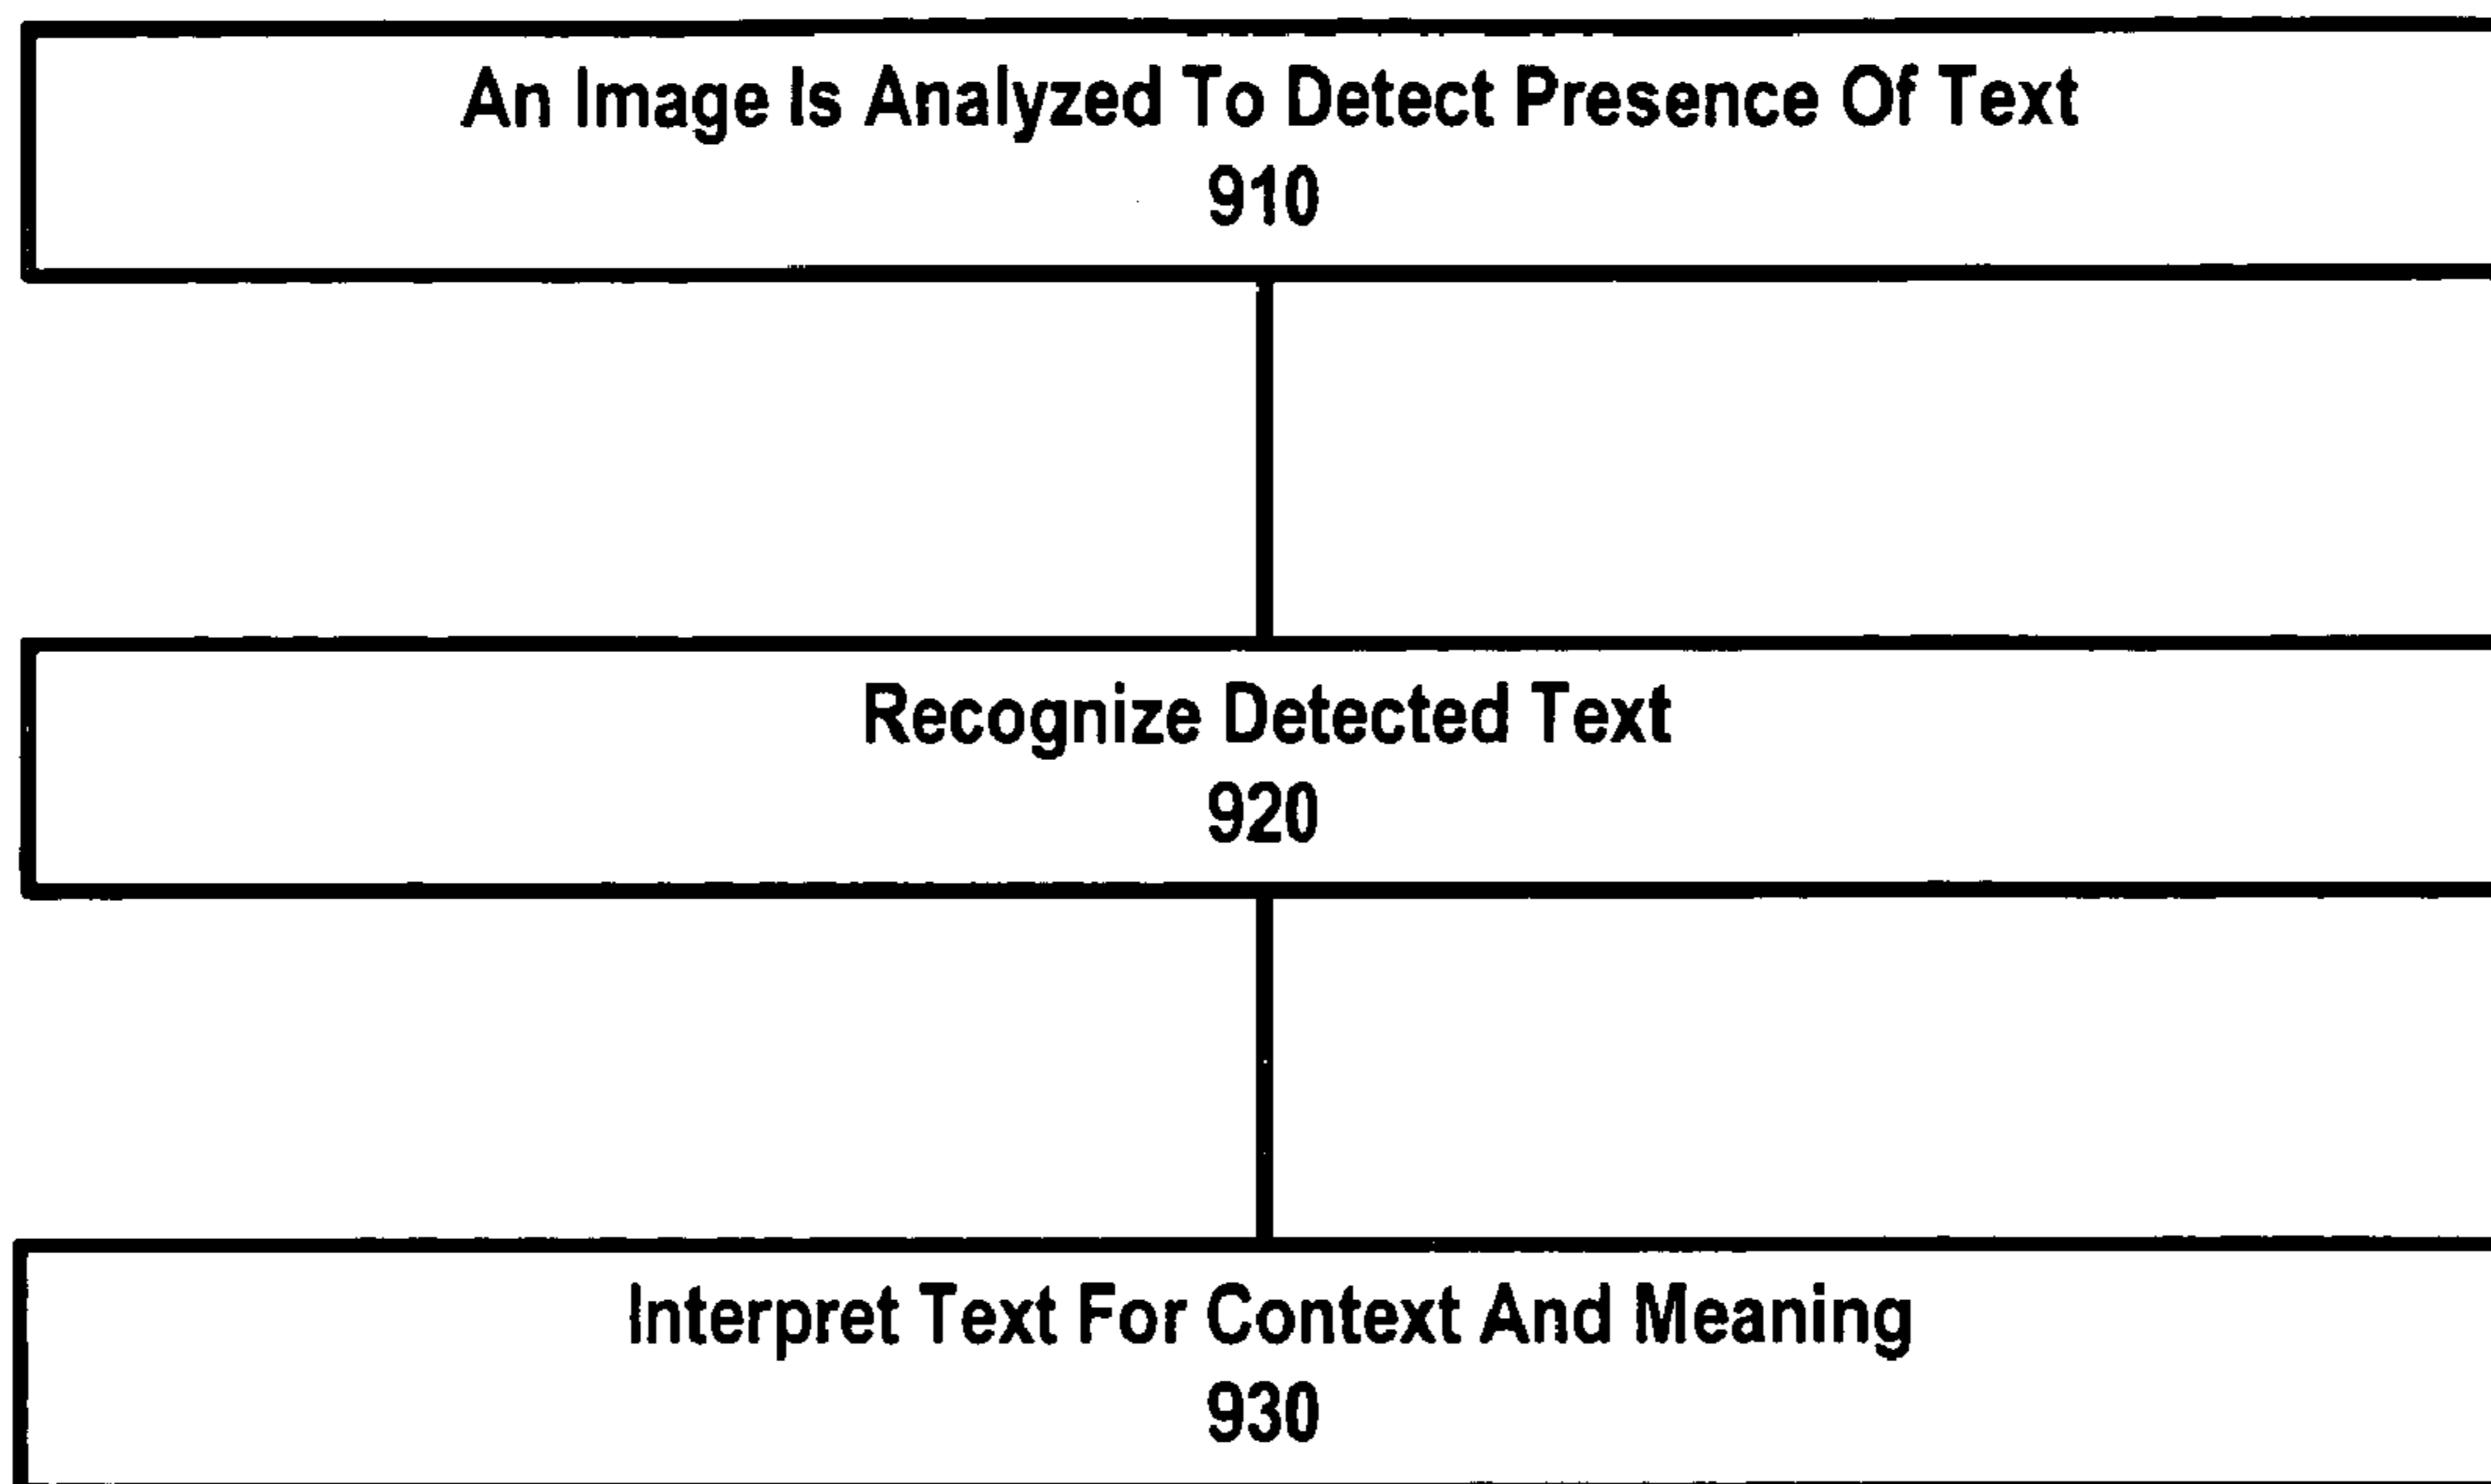 An Image Is Analyzed To Detect Presence Of Text
910
Recognize Detected Text
920
Interpret Text For Context And Meaning
930